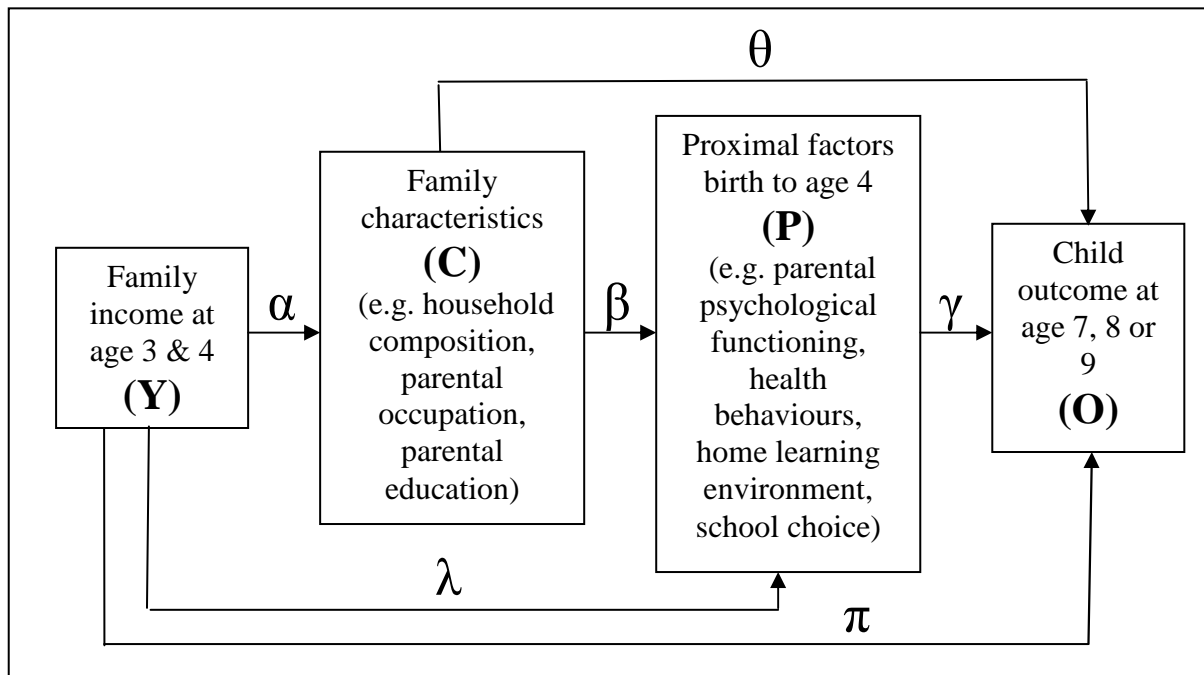 θ
Family
characteristics
(C)
(e.g. household
composition,
parental
occupation,
parental
education)
Proximal factors
birth to age 4
(P)
(e.g. parental
psychological
functioning,
health
behaviours,
home learning
environment,
school choice)
Family
income at
age 3 & 4
(Y)
α
β
γ
Child
outcome at
age 7, 8 or
9
(O)
λ
π